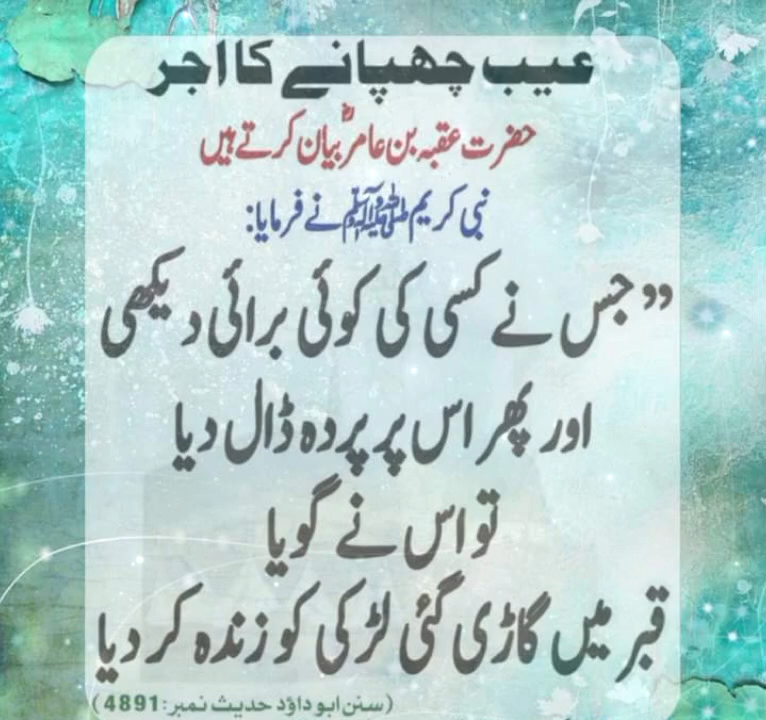 عیب چھپانے کا اجر
حضرت عقبہ بن عامرؓ بیان کرتے ہیں
نبی کریم ﷺ نے فرمایا:
”جس نے کسی کی کوئی برائی دیکھی
اور پھر اس پر پردہ ڈال دیا
تو اس نے گویا
قبر میں گاڑی گئی لڑکی کو زندہ کر دیا
(سنن ابو داؤد حدیث نمبر: 4891)